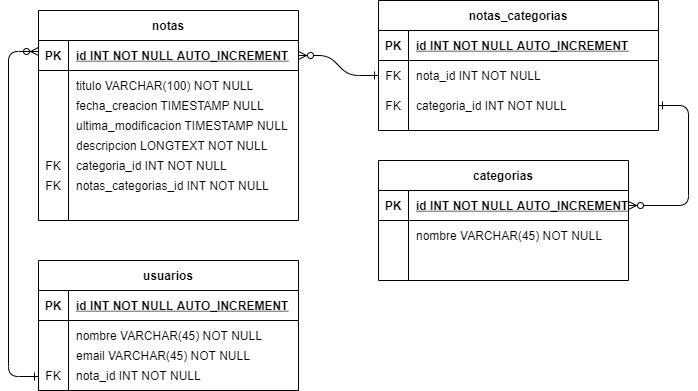 notas
PK id INT NOT NULL AUTO_INCREMENT
titulo VARCHAR(100) NOT NULL
fecha_creacion TIMESTAMP NULL
ultima_modificacion TIMESTAMP NULL
descripcion LONGTEXT NOT NULL
FK categoria_id INT NOT NULL
FK notas_categorias_id INT NOT NULL
notas_categorias
PK id INT NOT NULL AUTO_INCREMENT
FK nota_id INT NOT NULL
FK categoria_id INT NOT NULL
categorias
PK id INT NOT NULL AUTO_INCREMENT
nombre VARCHAR(45) NOT NULL
usuarios
PK id INT NOT NULL AUTO_INCREMENT
nombre VARCHAR(45) NOT NULL
email VARCHAR(45) NOT NULL
FK nota_id INT NOT NULL